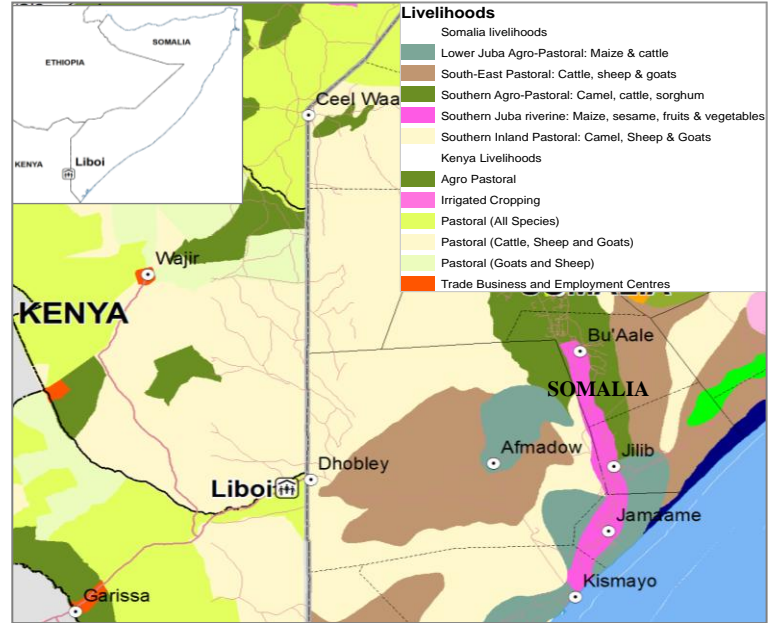 Livelihoods
Somalia livelihoods
Lower Juba Agro-Pastoral: Maize & cattle
South-East Pastoral: Cattle, sheep & goats
Southern Agro-Pastoral: Camel, cattle, sorghum
Southern Juba riverine: Maize, sesame, fruits & vegetables
Southern Inland Pastoral: Camel, Sheep & Goats
Kenya Livelihoods
Agro Pastoral
Irrigated Cropping
Pastoral (All Species)
Pastoral (Cattle, Sheep and Goats)
Pastoral (Goats and Sheep)
Trade Business and Employment Centres
SOMALIA
ETHIOPIA
KENYA
Liboi
Ceel Waa
Wajir
KENYA
Bu'Aale
SOMALIA
Afmadow
Jilib
Dhobley
Liboi
Jamaame
Kismayo
Garissa